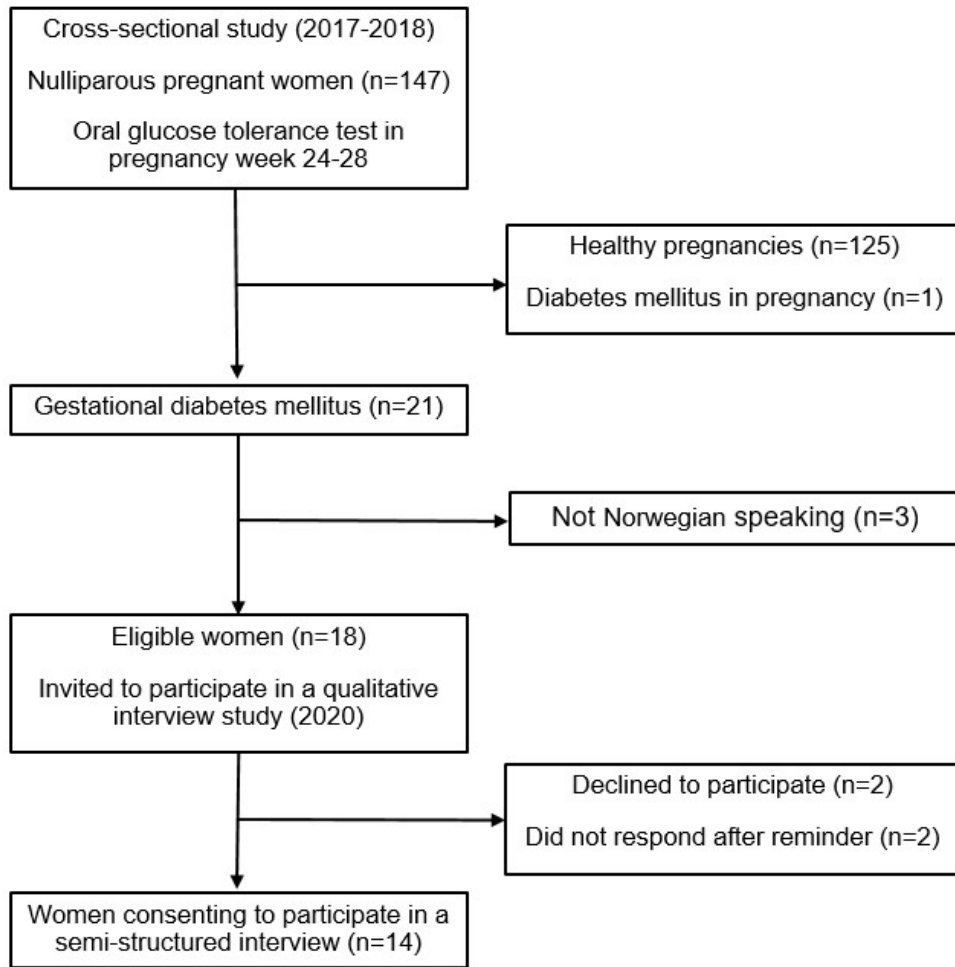 Cross-sectional study (2017-2018)
Nulliparous pregnant women (n=147)
Oral glucose tolerance test in
pregnancy week 24-28
Healthy pregnancies (n=125)
Diabetes mellitus in pregnancy (n=1)
Gestational diabetes mellitus (n=21)
Not Norwegian speaking (n=3)
Eligible women (n=18)
Invited to participate in a qualitative
interview study (2020)
Declined to participate (n=2)
Did not respond after reminder (n=2)
Women consenting to participate in a
semi-structured interview (n=14)